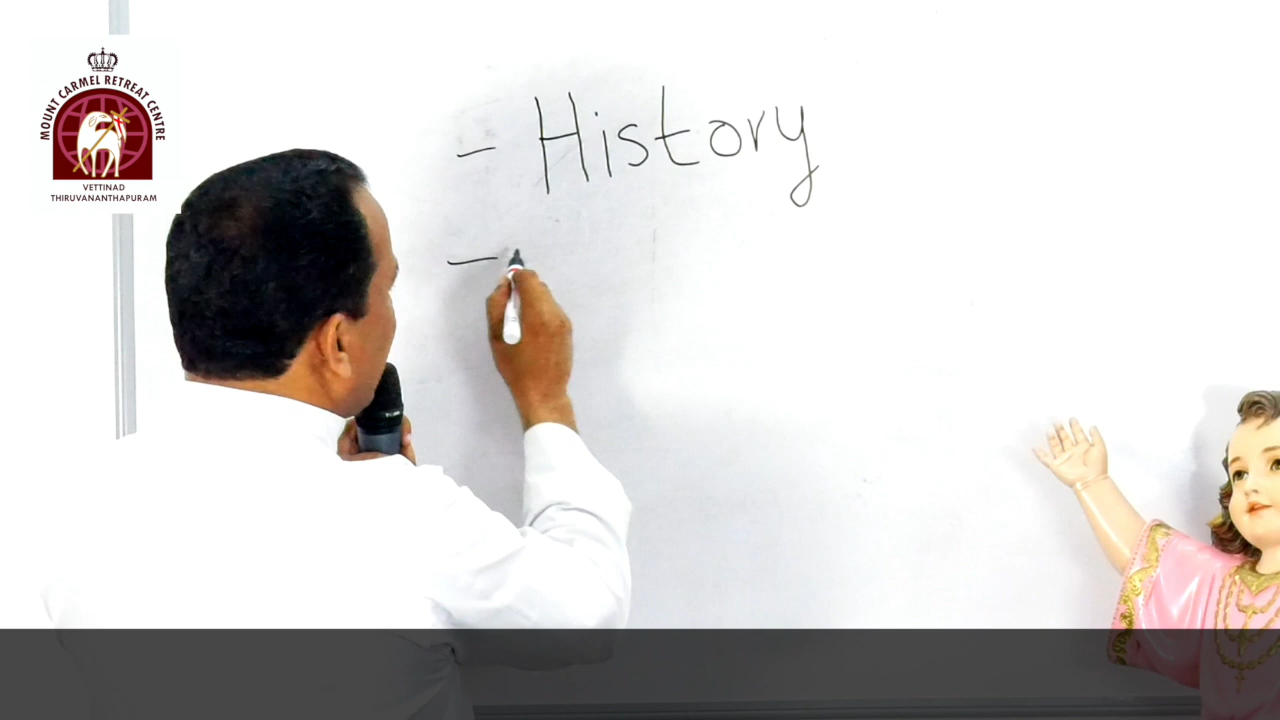 MOUNT CARMEL RETREAT CENTRE
VETTINAD
THIRUVANANTHAPURAM
- History
-